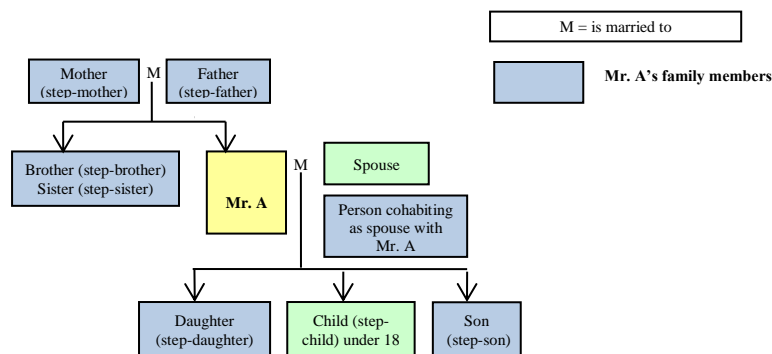 M = is married to
Mother
(step-mother)
M
Father
(step-father)
Mr. A's family members
Brother (step-brother)
Sister (step-sister)
Mr. A
M
Spouse
Person cohabiting
as spouse with
Mr. A
Daughter
(step-daughter)
Child (step-
child) under 18
Son
(step-son)